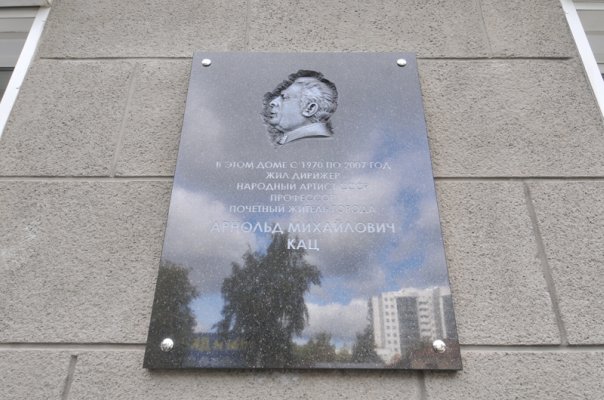 В ЭТОМ ДОМЕ С 1970 ПО 2007 ГОД
ЖИЛ ДИРИЖЕР
НАРОДНЫЙ АРТИСТ СССР
ПРОФЕССОР
ПОЧЕТНЫЙ ЖИТЕЛЬ ГОРОДА
АРНОЛЬД МИХАЙЛОВИЧ
КАЦ